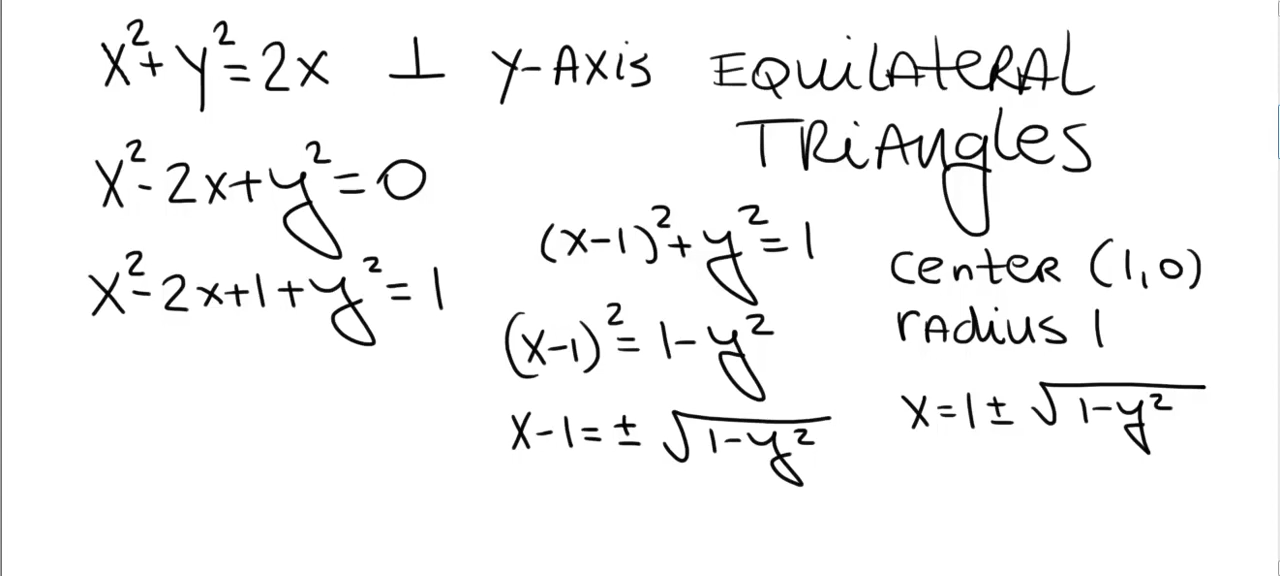 x²+y²=2x ⊥ y-Axis EQUILATERAL
TRIANGLES
x²-2x+y²=0
x²-2x+1+y²=1
(x-1)²+y²=1
(x-1)²=1-y²
x-1=±√(1-y²)
center (1,0)
radius 1
x=1±√(1-y²)